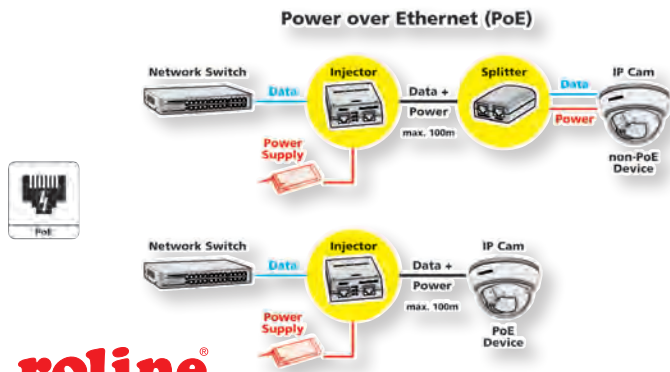 Power over Ethernet (PoE)
Network Switch
Injector
Splitter
IP Cam
Data
Data +
Power
max. 100m
Data
Power
Power
Supply
non-PoE
Device
PoE
Network Switch
Injector
IP Cam
Data
Data +
Power
max. 100m
Power
Supply
PoE
Device
roline®